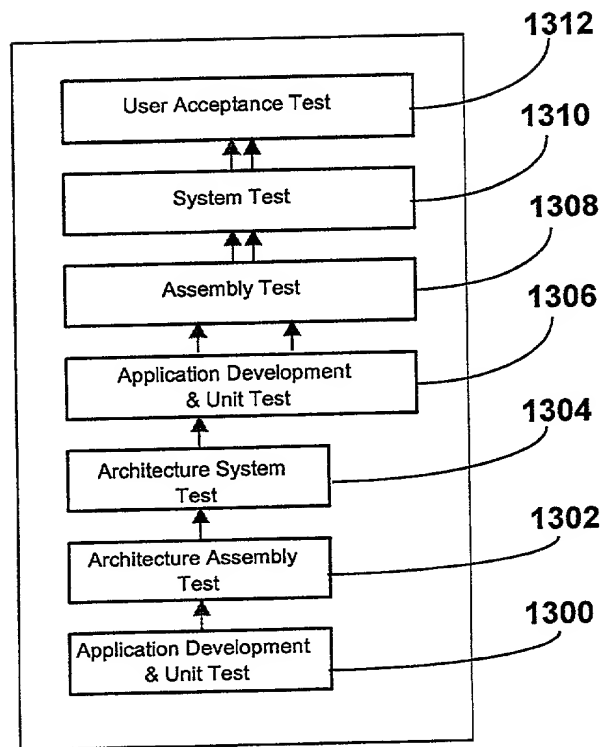 1312
User Acceptance Test
1310
System Test
1308
Assembly Test
1306
Application Development
& Unit Test
1304
Architecture System
Test
1302
Architecture Assembly
Test
1300
Application Development
& Unit Test